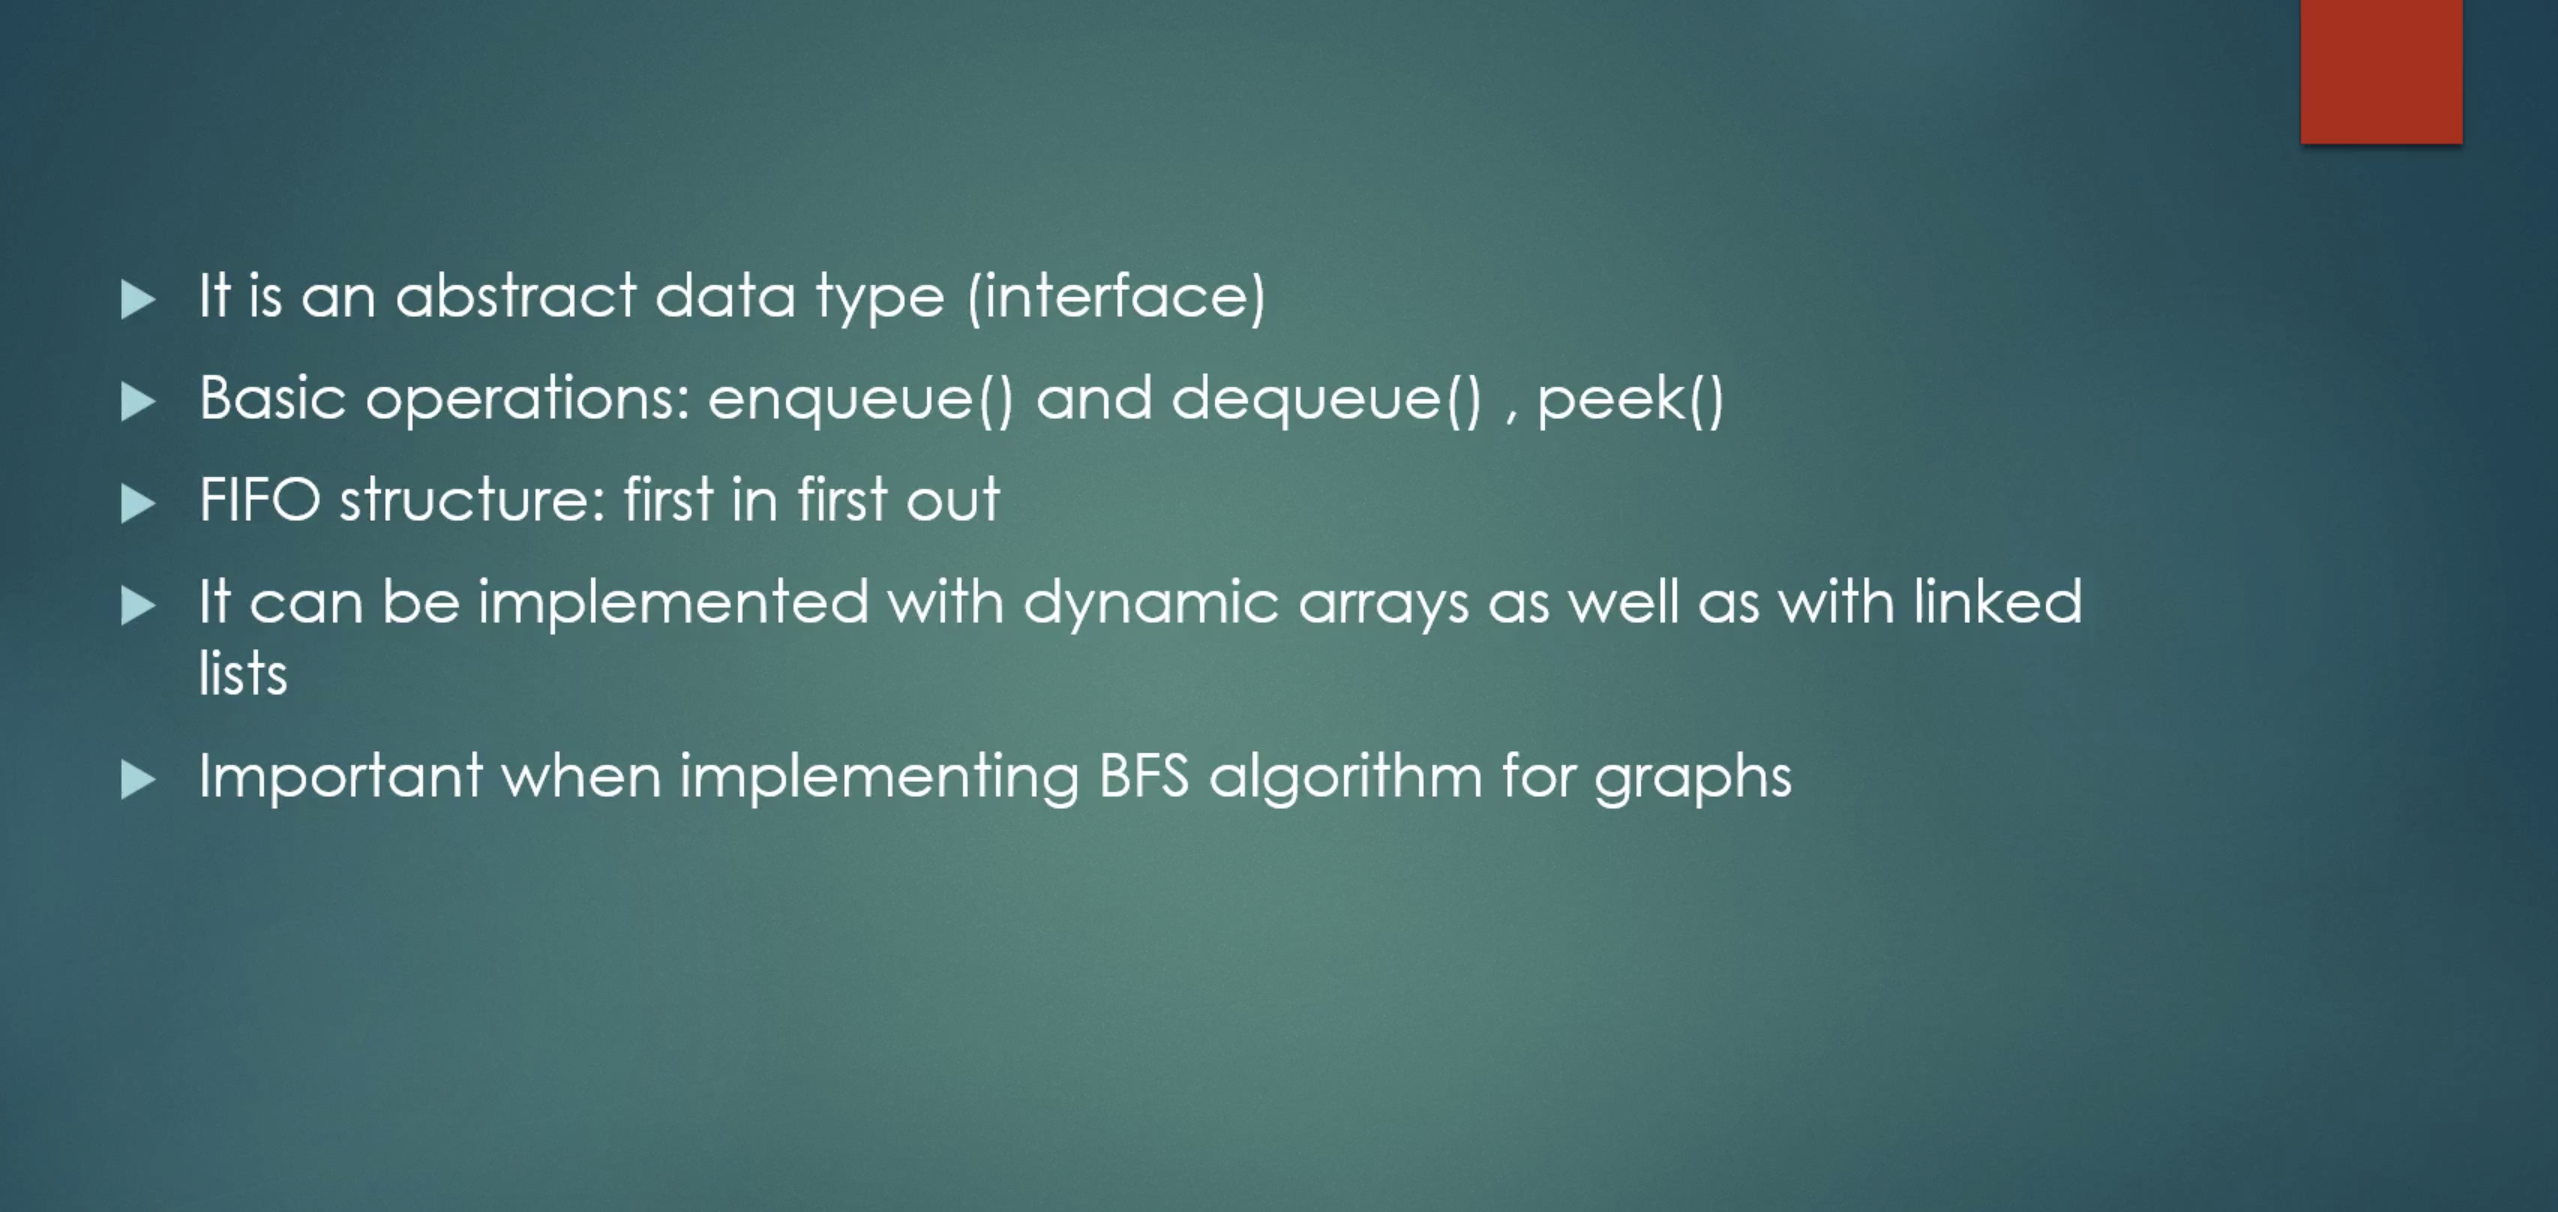 It is an abstract data type (interface)
Basic operations: enqueue() and dequeue() , peek()
FIFO structure: first in first out
It can be implemented with dynamic arrays as well as with linked
lists
Important when implementing BFS algorithm for graphs